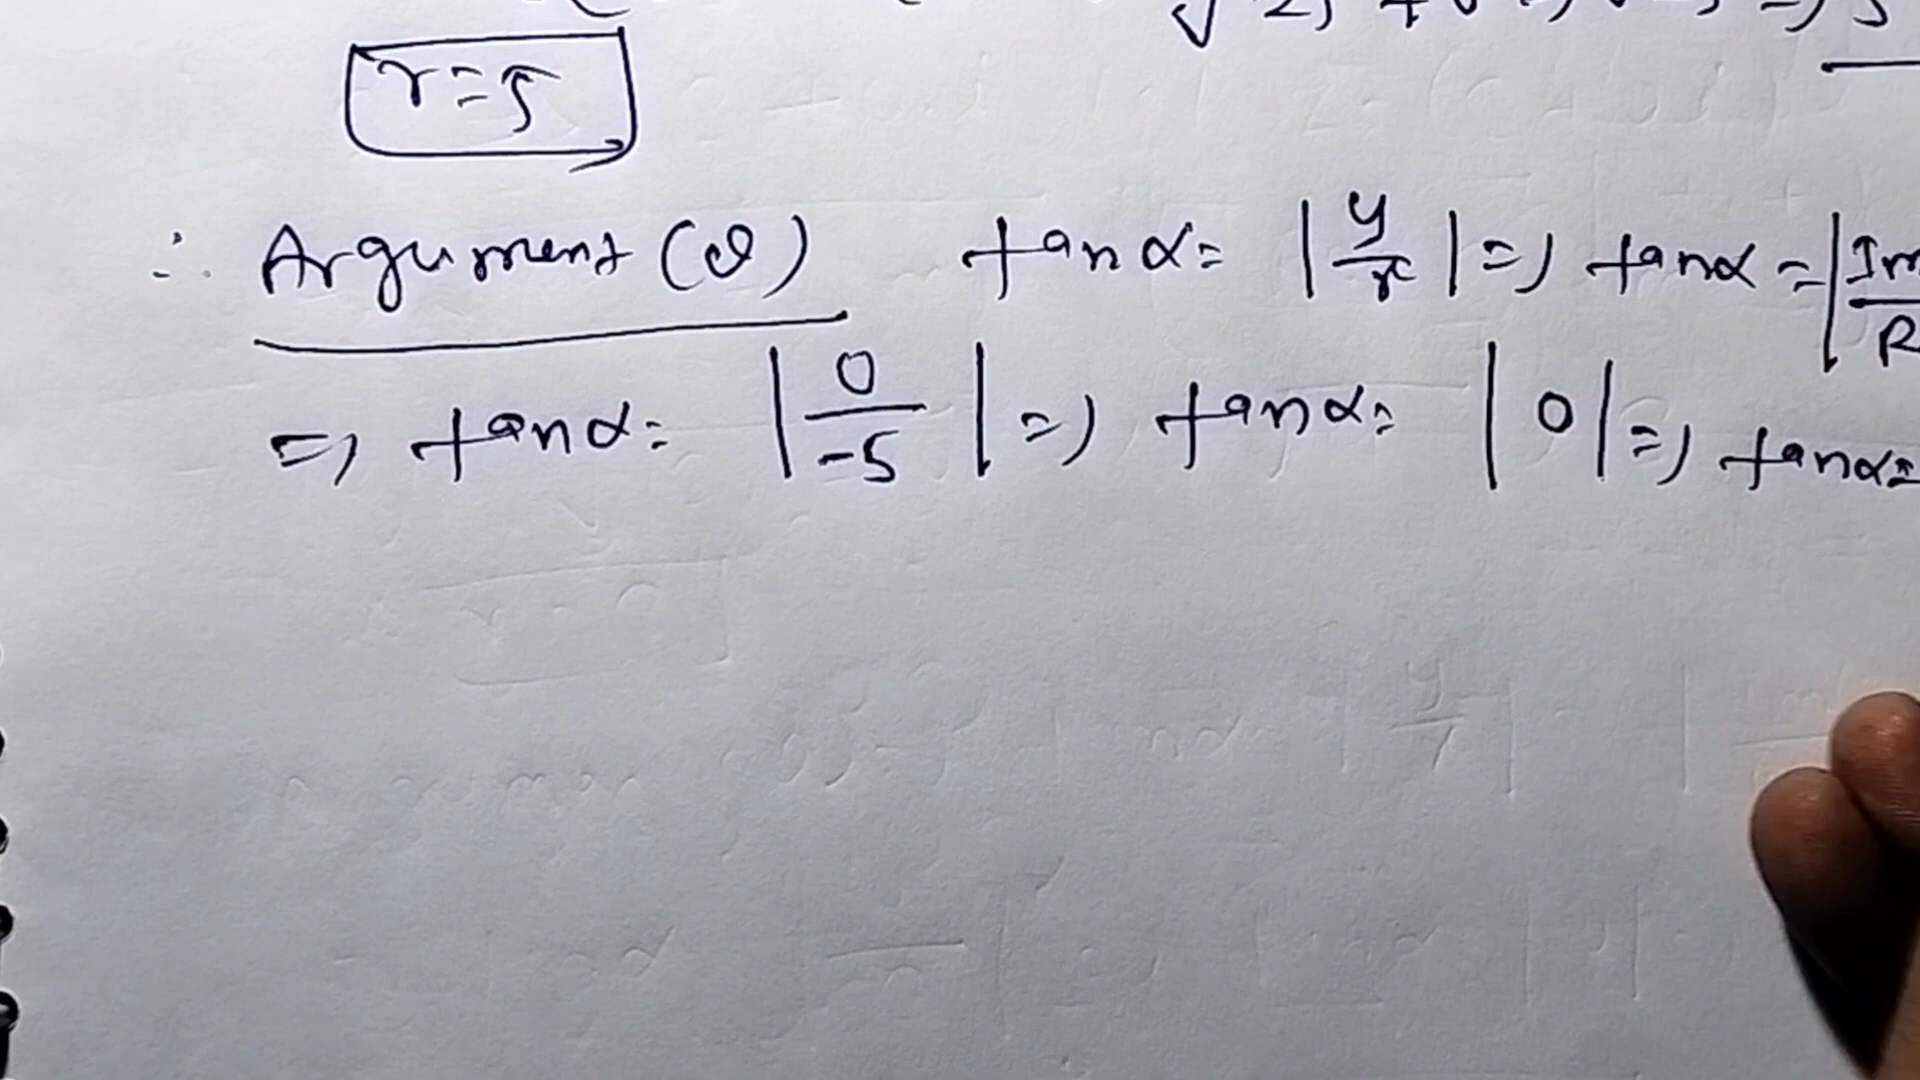 r=5
∴ Argument (θ) tanα= |y/x| => tanα = |Im/R
=> tanα= |0/-5| => tanα= |0| => tanα=